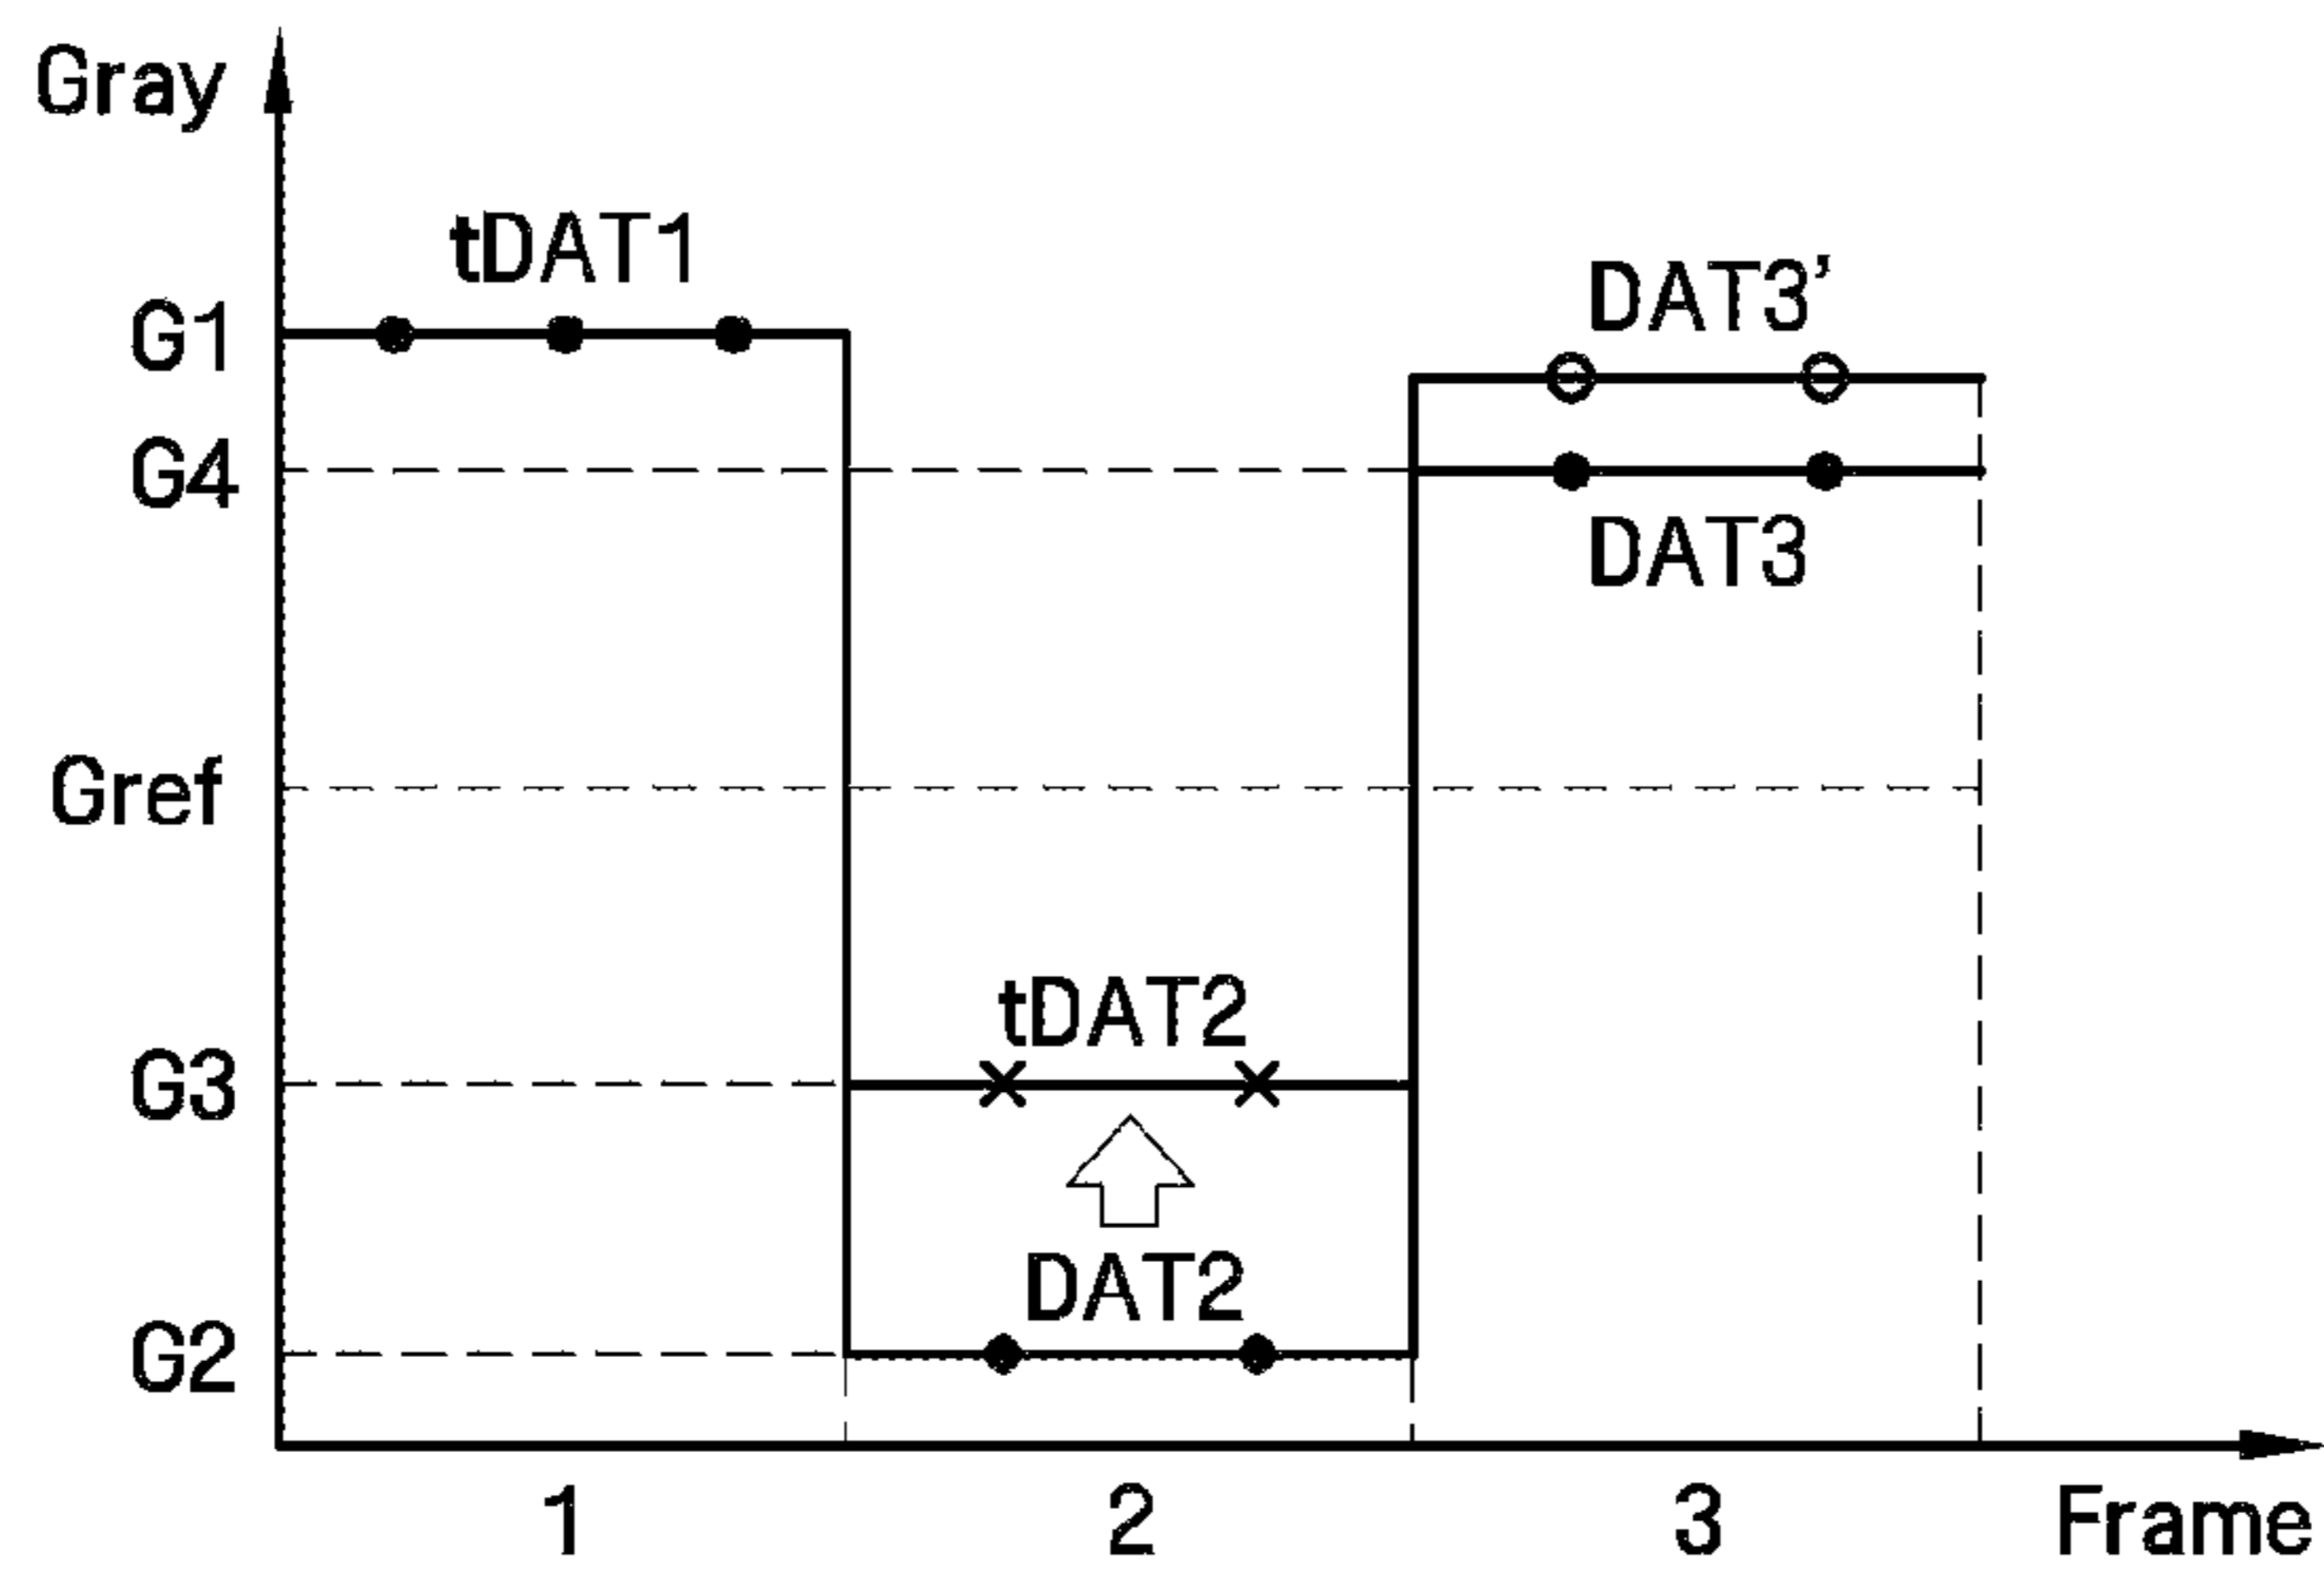 Gray
tDAT1
DAT3’
G1
G4
DAT3
Gref
tDAT2
G3
DAT2
G2
1 2 3 Frame